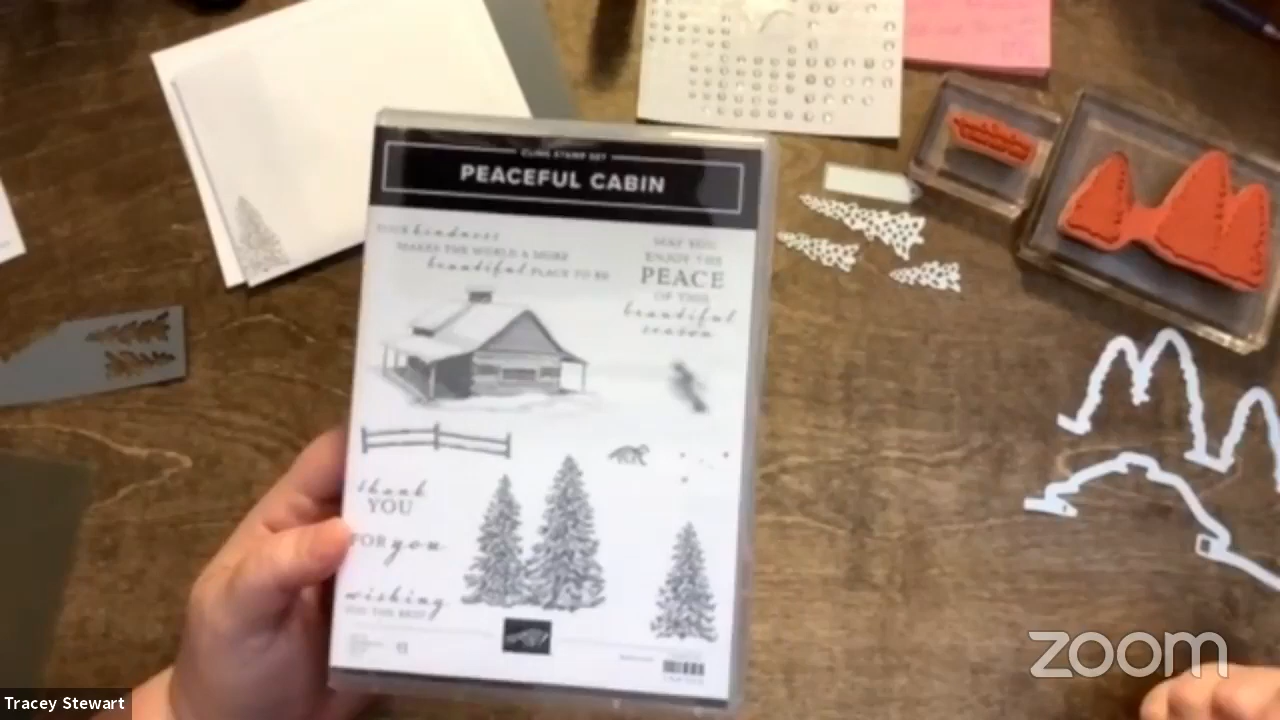 CLING STAMP SET
PEACEFUL CABIN
YOUR kindness
MAKES THE WORLD A MORE
beautiful PLACE TO BE
MAY YOU
ENJOY THE
PEACE
OF THIS
beautiful
season
thank
YOU
FOR you
wishing
YOU THE BEST
zoom
Tracey Stewart